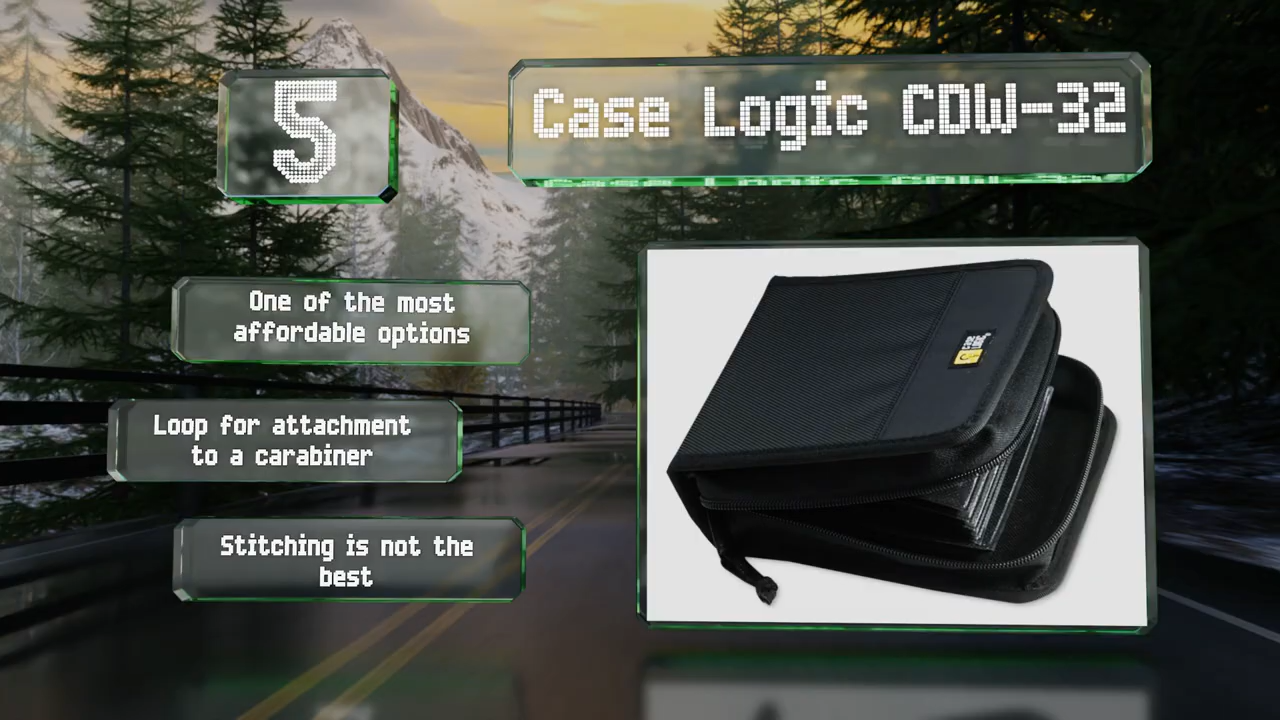 5
Case Logic CDW-32
One of the most
affordable options
Loop for attachment
to a carabiner
Stitching is not the
best